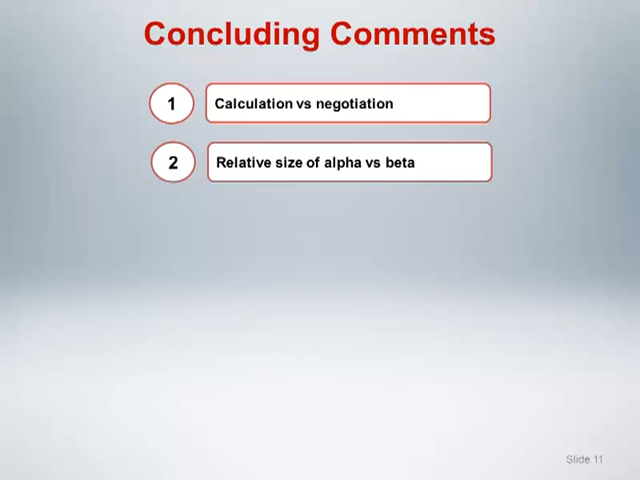 Concluding Comments
1 Calculation vs negotiation
2 Relative size of alpha vs beta
Slide 11